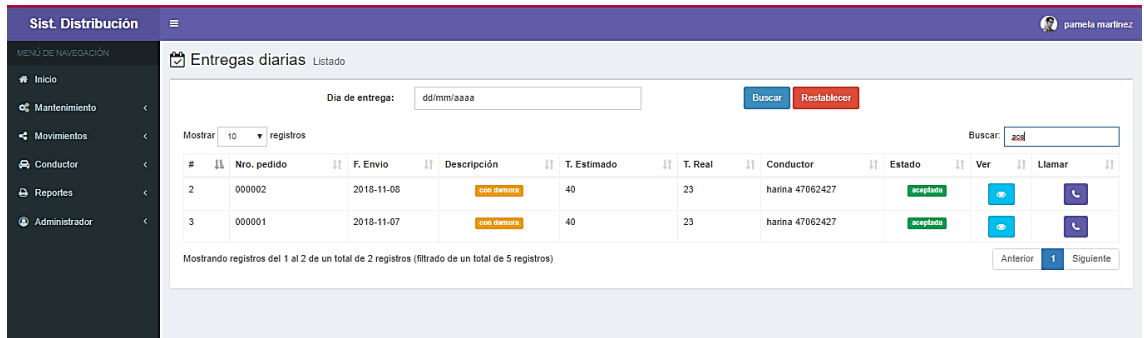 Sist. Distribución
pamela martinez
MENÚ DE NAVEGACIÓN
Inicio
Mantenimiento
Movimientos
Conductor
Reportes
Administrador
Entregas diarias Listado
Dia de entrega: dd/mm/aaaa Buscar Restablecer
Mostrar 10 registros Buscar:
# Nro. pedido F. Envio Descripción T. Estimado T. Real Conductor Estado Ver Llamar
2 000002 2018-11-08 con demora 40 23 harina 47062427 aceptada
3 000001 2018-11-07 con demora 40 23 harina 47062427 aceptada
Mostrando registros del 1 al 2 de un total de 2 registros (filtrado de un total de 5 registros)
Anterior 1 Siguiente